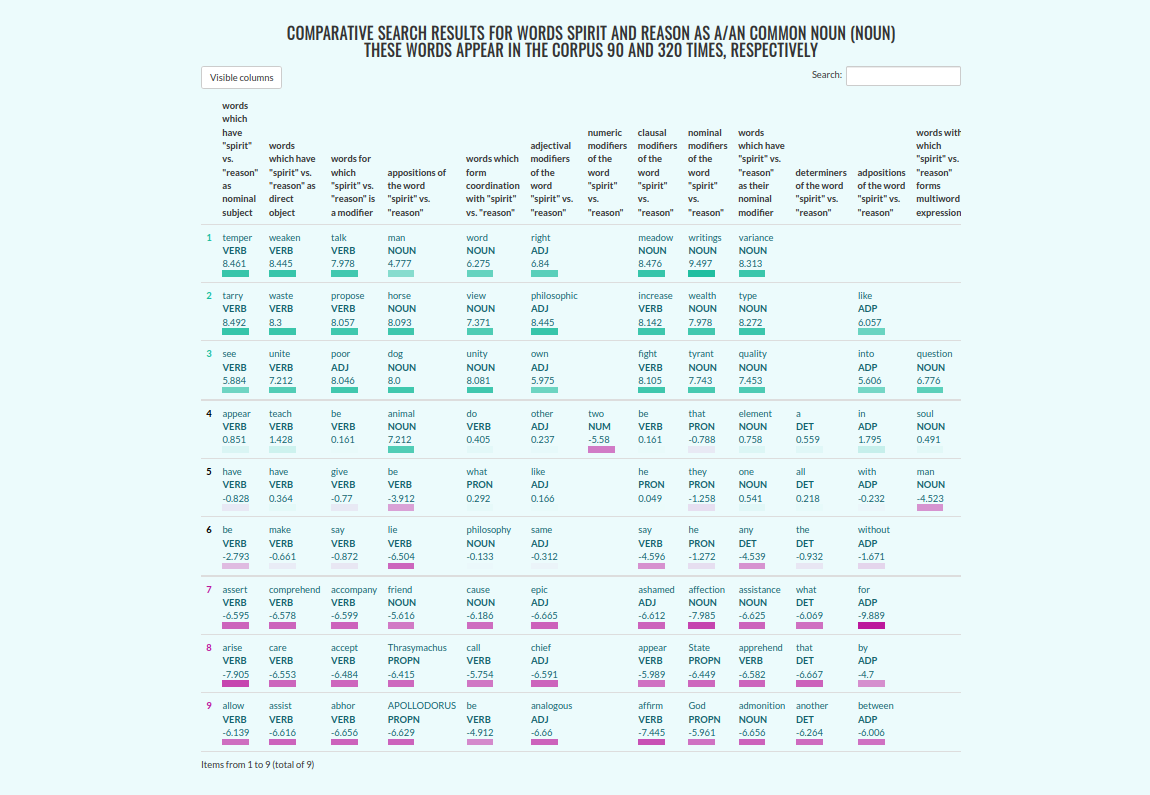 COMPARATIVE SEARCH RESULTS FOR WORDS SPIRIT AND REASON AS A/AN COMMON NOUN (NOUN)
THESE WORDS APPEAR IN THE CORPUS 90 AND 320 TIMES, RESPECTIVELY
Visible columns Search:
words which have "spirit" vs. "reason" as nominal subject
words which have "spirit" vs. "reason" as direct object
words for which "spirit" vs. "reason" is a modifier
appositions of the word "spirit" vs. "reason"
words which form coordination with "spirit" vs. "reason"
adjectival modifiers of the word "spirit" vs. "reason"
numeric modifiers of the word "spirit" vs. "reason"
clausal modifiers of the word "spirit" vs. "reason"
nominal modifiers of the word "spirit" vs. "reason"
words which have "spirit" vs. "reason" as their nominal modifier
determiners of the word "spirit" vs. "reason"
adpositions of the word "spirit" vs. "reason"
words with which "spirit" vs. "reason" forms multiword expression
1 temper weaken talk man word right meadow writings variance
VERB VERB VERB NOUN NOUN ADJ NOUN NOUN NOUN
8.461 8.445 7.978 4.777 6.275 6.84 8.476 9.497 8.313
2 tarry waste propose horse view philosophic increase wealth type like
VERB VERB VERB NOUN NOUN ADJ VERB NOUN NOUN ADP
8.492 8.3 8.057 8.093 7.371 8.445 8.142 7.978 8.272 6.057
3 see unite poor dog unity own fight tyrant quality into question
VERB VERB ADJ NOUN NOUN ADJ VERB NOUN NOUN ADP NOUN
5.884 7.212 8.046 8.0 8.081 5.975 8.105 7.743 7.453 5.606 6.776
4 appear teach be animal do other two be that element a in soul
VERB VERB VERB NOUN VERB ADJ NUM VERB PRON NOUN DET ADP NOUN
0.851 1.428 0.161 7.212 0.405 0.237 -5.58 0.161 -0.788 0.758 0.559 1.795 0.491
5 have have give be what like he they one all with man
VERB VERB VERB VERB PRON ADJ PRON PRON NOUN DET ADP NOUN
-0.828 0.364 -0.77 -3.912 0.292 0.166 0.049 -1.258 0.541 0.218 -0.232 -4.523
6 be make say lie philosophy same say he any the without
VERB VERB VERB VERB NOUN ADJ VERB PRON DET DET ADP
-2.793 -0.661 -0.872 -6.504 -0.133 -0.312 -4.596 -1.272 -4.539 -0.932 -1.671
7 assert comprehend accompany friend cause epic ashamed affection assistance what for
VERB VERB VERB NOUN NOUN ADJ ADJ NOUN NOUN DET ADP
-6.595 -6.578 -6.599 -5.616 -6.186 -6.665 -6.612 -7.985 -6.625 -6.069 -9.889
8 arise care accept Thrasymachus call chief appear State apprehend that by
VERB VERB VERB PROPN VERB ADJ VERB PROPN VERB DET ADP
-7.905 -6.553 -6.484 -6.415 -5.754 -6.591 -5.989 -6.449 -6.582 -6.667 -4.7
9 allow assist abhor APOLLODORUS be analogous affirm God admonition another between
VERB VERB VERB PROPN VERB ADJ VERB PROPN NOUN DET ADP
-6.139 -6.616 -6.656 -6.629 -4.912 -6.66 -7.445 -5.961 -6.656 -6.264 -6.006
Items from 1 to 9 (total of 9)